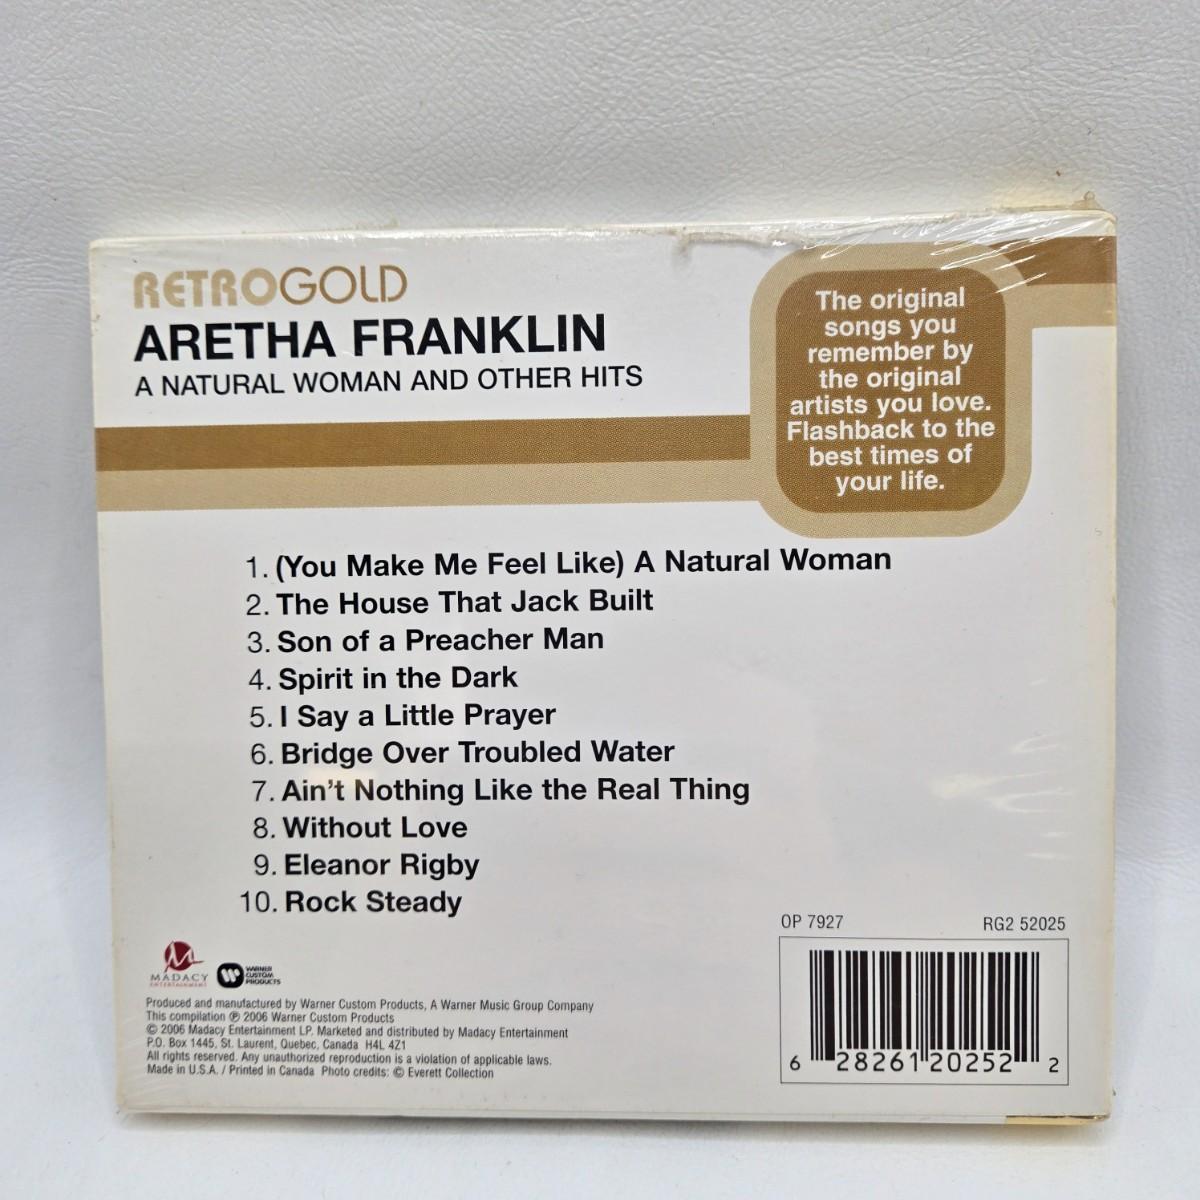 RETROGOLD
ARETHA FRANKLIN
A NATURAL WOMAN AND OTHER HITS
The original
songs you
remember by
the original
artists you love.
Flashback to the
best times of
your life.
1. (You Make Me Feel Like) A Natural Woman
2. The House That Jack Built
3. Son of a Preacher Man
4. Spirit in the Dark
5. I Say a Little Prayer
6. Bridge Over Troubled Water
7. Ain't Nothing Like the Real Thing
8. Without Love
9. Eleanor Rigby
10. Rock Steady
OP 7927 RG2 52025
MADACY
ENTERTAINMENT
WARNER
CUSTOM
PRODUCTS
Produced and manufactured by Warner Custom Products, A Warner Music Group Company
This compilation ℗ 2006 Warner Custom Products
© 2006 Madacy Entertainment LP. Marketed and distributed by Madacy Entertainment
P.O. Box 1445, St. Laurent, Quebec, Canada H4L 4Z1
All rights reserved. Any unauthorized reproduction is a violation of applicable laws.
Made in U.S.A. / Printed in Canada Photo credits: © Everett Collection
6 28261 20252 2